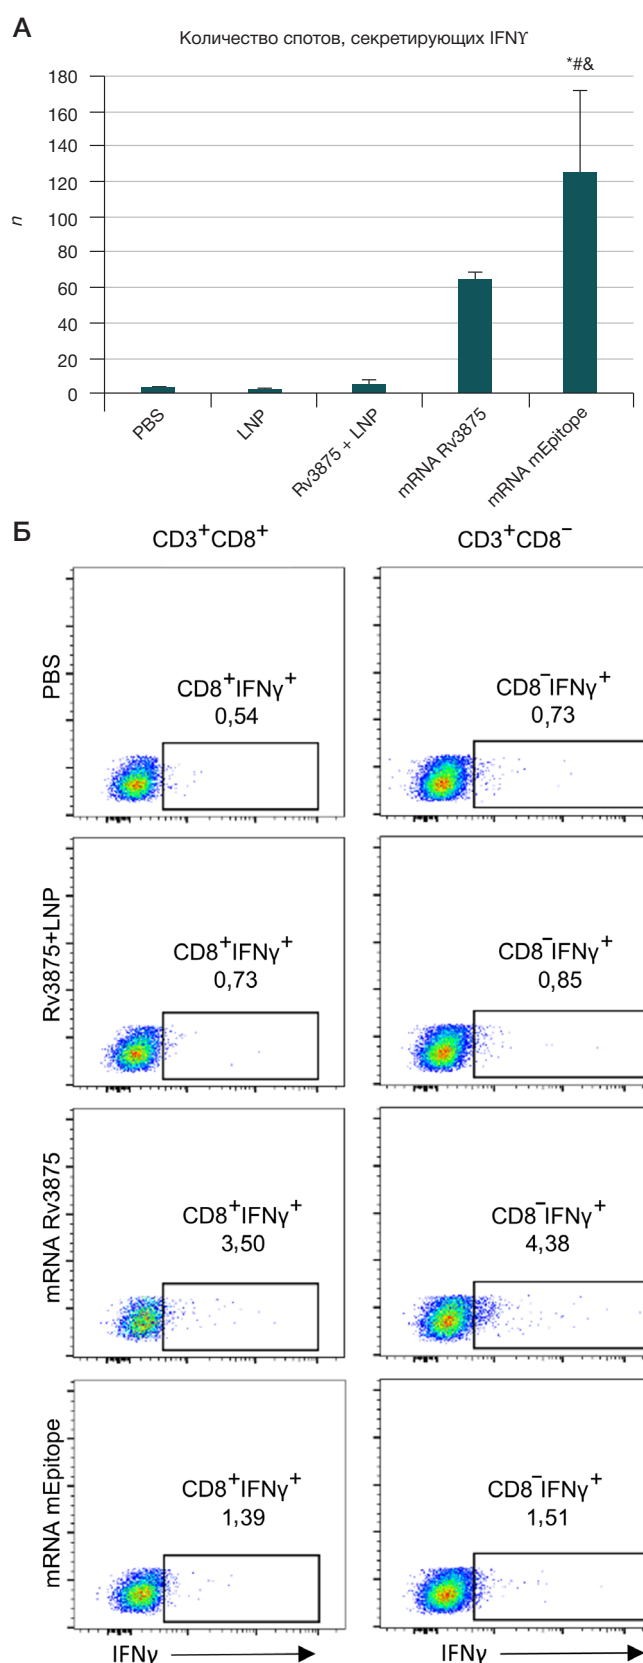 А
Количество спотов, секретирующих IFNϒ
*#&
180
160
140
120
100
80
60
40
20
0
n
PBS
LNP
Rv3875 + LNP
mRNA Rv3875
mRNA mEpitope
Б
CD3⁺CD8⁺ CD3⁺CD8⁻
PBS
CD8⁺IFNγ⁺
0,54
CD8⁻IFNγ⁺
0,73
Rv3875+LNP
CD8⁺IFNγ⁺
0,73
CD8⁻IFNγ⁺
0,85
mRNA Rv3875
CD8⁺IFNγ⁺
3,50
CD8⁻IFNγ⁺
4,38
mRNA mEpitope
CD8⁺IFNγ⁺
1,39
CD8⁻IFNγ⁺
1,51
IFNγ IFNγ